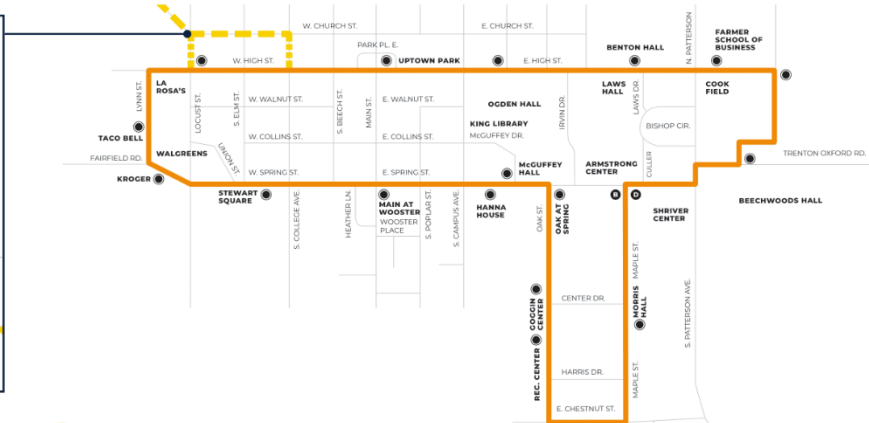 W. CHURCH ST.
E. CHURCH ST.
N. PATTERSON
FARMER
SCHOOL OF
BUSINESS
PARK PL. E.
BENTON HALL
W. HIGH ST.
UPTOWN PARK
E. HIGH ST.
LYNN ST.
LA
ROSA'S
LOCUST ST.
S. ELM ST.
W. WALNUT ST.
S. BEECH ST.
MAIN ST.
E. WALNUT ST.
OGDEN HALL
IRVIN DR.
LAWS
HALL
LAWS DR.
COOK
FIELD
KING LIBRARY
BISHOP CIR.
TACO BELL
W. COLLINS ST.
E. COLLINS ST.
McGUFFEY DR.
FAIRFIELD RD.
WALGREENS
UNION ST.
TRENTON OXFORD RD.
KROGER
W. SPRING ST.
E. SPRING ST.
McGUFFEY
HALL
ARMSTRONG
CENTER
CULLER
STEWART
SQUARE
S. COLLEGE AVE.
HEATHER LN.
MAIN AT
WOOSTER
WOOSTER
PLACE
S. POPLAR ST.
S. CAMPUS AVE.
HANNA
HOUSE
OAK ST.
OAK AT
SPRING
B
D
SHRIVER
CENTER
BEECHWOODS HALL
MAPLE ST.
GOGGIN
CENTER
CENTER DR.
MORRIS
HALL
S. PATTERSON AVE.
REC. CENTER
HARRIS DR.
MAPLE ST.
E. CHESTNUT ST.